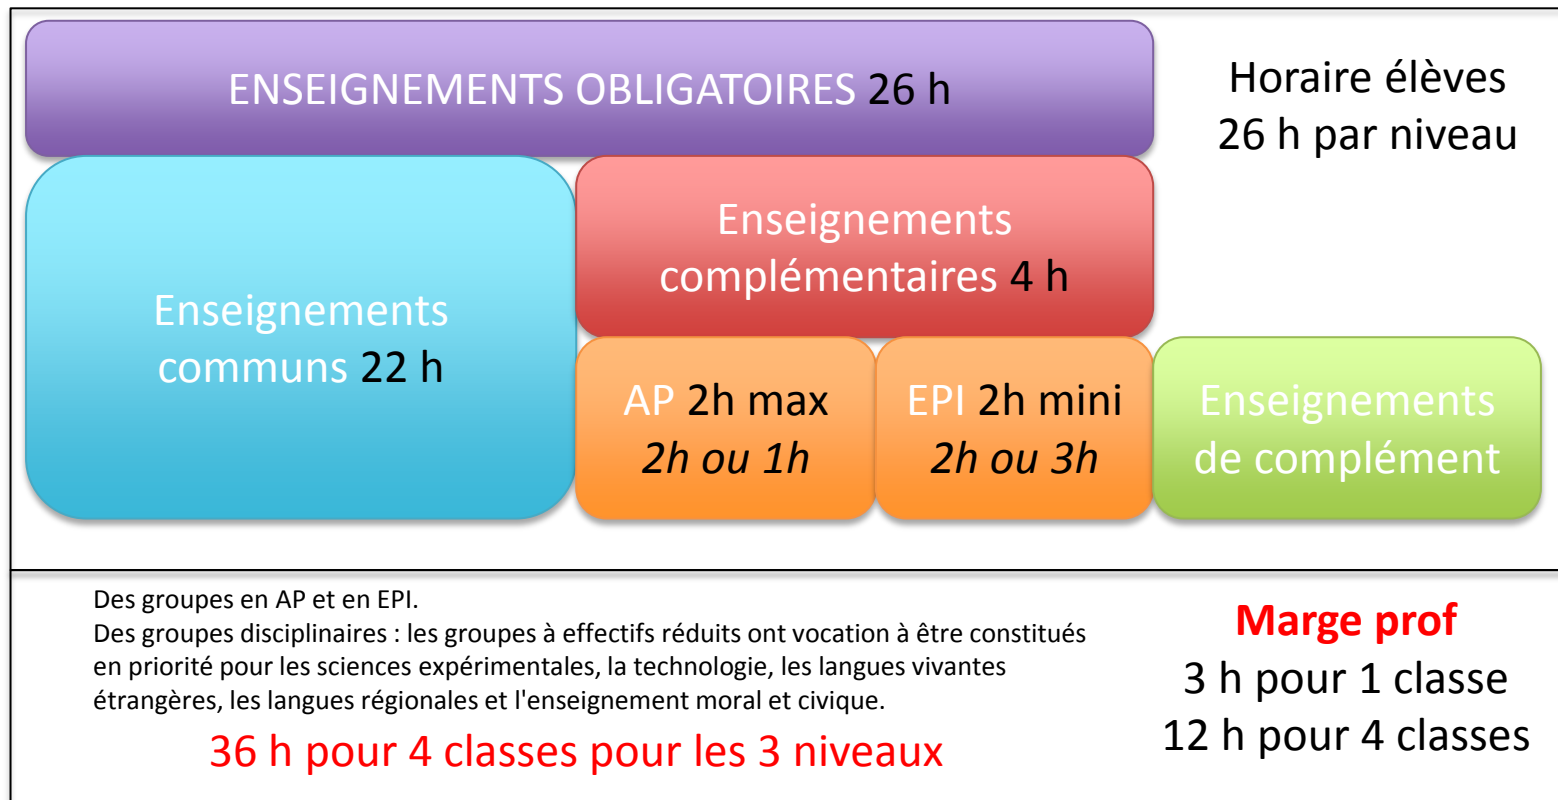 ENSEIGNEMENTS OBLIGATOIRES 26 h
Horaire élèves
26 h par niveau
Enseignements
communs 22 h
Enseignements
complémentaires 4 h
AP 2h max
2h ou 1h
EPI 2h mini
2h ou 3h
Enseignements
de complément
Des groupes en AP et en EPI.
Des groupes disciplinaires : les groupes à effectifs réduits ont vocation à être constitués
en priorité pour les sciences expérimentales, la technologie, les langues vivantes
étrangères, les langues régionales et l'enseignement moral et civique.
36 h pour 4 classes pour les 3 niveaux
Marge prof
3 h pour 1 classe
12 h pour 4 classes